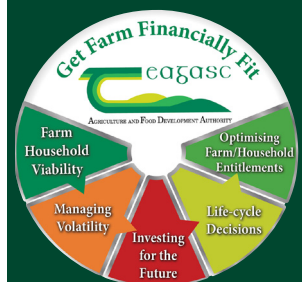 Get Farm Financially Fit
eagasc
AGRICULTURE AND FOOD DEVELOPMENT AUTHORITY
Farm
Household
Viability
Managing
Volatility
Investing
for the
Future
Life-cycle
Decisions
Optimising
Farm/Household
Entitlements